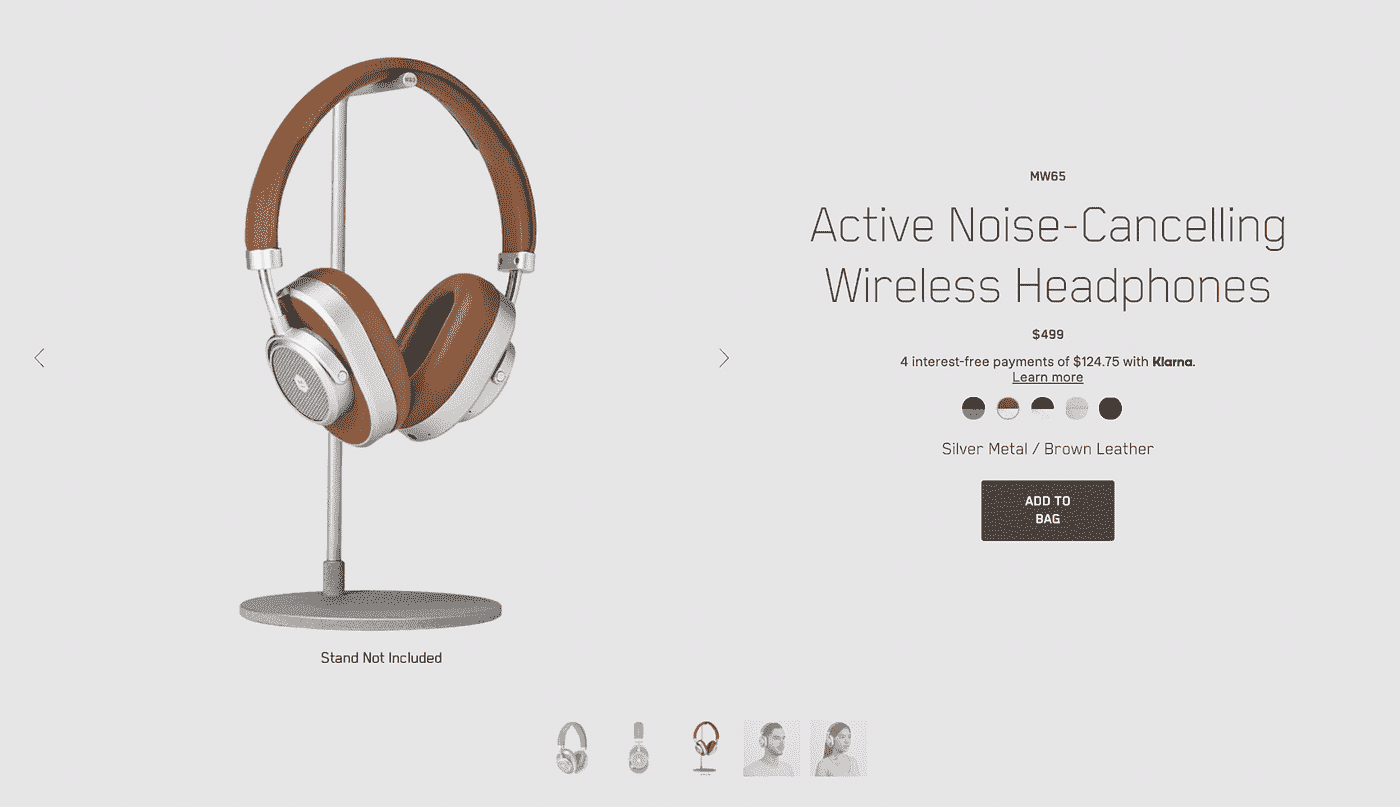 MW65
Active Noise-Cancelling
Wireless Headphones
$499
4 interest-free payments of $124.75 with Klarna.
Learn more
Silver Metal / Brown Leather
ADD TO
BAG
Stand Not Included